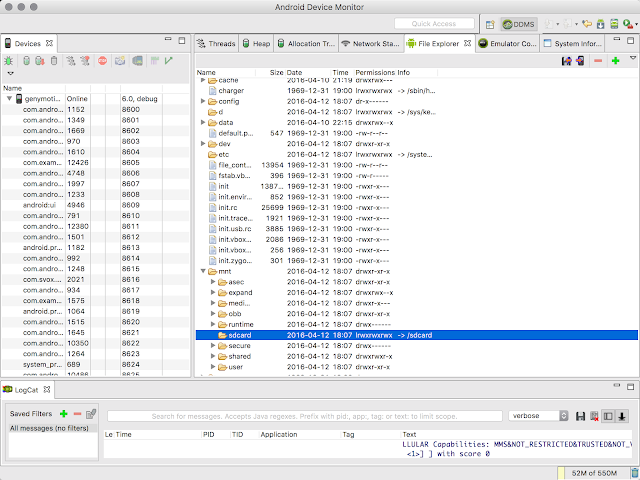 Android Device Monitor
Quick Access
DDMS
Devices
Name
genymoti... Online 6.0, debug
com.andro... 1152 8600
com.andro... 1349 8601
com.andro... 1669 8602
com.andro... 970 8603
com.andro... 1610 8604
com.exam... 12426 8605
com.andro... 4748 8606
com.andro... 1997 8607
com.andro... 1233 8608
android:ui 4946 8609
com.andro... 791 8610
com.andro... 12380 8611
com.andro... 1501 8612
android.pr... 1182 8613
com.andro... 992 8614
com.andro... 1248 8615
com.svox.... 2021 8616
com.andro... 934 8617
com.exam... 1575 8618
android.pr... 1064 8619
com.andro... 1515 8620
com.andro... 1645 8621
com.andro... 10350 8622
com.andro... 1264 8623
system_pr... 689 8624
com.andro... 10486 8625
Threads Heap Allocation Tr... Network Sta... File Explorer Emulator Co... System Infor...
Name Size Date Time Permissions Info
cache 2016-04-10 21:19 drwxrwx---
charger 1969-12-31 19:00 lrwxrwxrwx -> /sbin/h...
config 2016-04-12 18:07 dr-x------
d 2016-04-12 18:07 lrwxrwxrwx -> /sys/ke...
data 2016-04-10 22:15 drwxrwx--x
default.p... 547 1969-12-31 19:00 -rw-r--r--
dev 2016-04-12 18:07 drwxr-xr-x
etc 2016-04-12 18:07 lrwxrwxrwx -> /syste...
file_cont... 13954 1969-12-31 19:00 -rw-r--r--
fstab.vb... 396 1969-12-31 19:00 -rw-r-----
init 1387... 1969-12-31 19:00 -rwxr-x---
init.envir... 852 1969-12-31 19:00 -rwxr-x---
init.rc 25699 1969-12-31 19:00 -rwxr-x---
init.trace... 1921 1969-12-31 19:00 -rwxr-x---
init.usb.rc 3885 1969-12-31 19:00 -rwxr-x---
init.vbox... 2086 1969-12-31 19:00 -rwxr-x---
init.vbox... 256 1969-12-31 19:00 -rwxr-x---
init.zygo... 301 1969-12-31 19:00 -rwxr-x---
mnt 2016-04-12 18:07 drwxr-xr-x
asec 2016-04-12 18:07 drwxr-xr-x
expand 2016-04-12 18:07 drwxrwx--x
medi... 2016-04-12 18:07 drwxr-x---
obb 2016-04-12 18:07 drwxr-xr-x
runtime 2016-04-12 18:07 drwx------
sdcard 2016-04-12 18:07 lrwxrwxrwx -> /sdcard
secure 2016-04-12 18:07 drwx------
shared 2016-04-12 18:07 drwxr-xr-x
user 2016-04-12 18:07 drwxr-xr-x
LogCat
Saved Filters
All messages (no filters)
Search for messages. Accepts Java regexes. Prefix with pid:, app:, tag: or text: to limit scope.
verbose
Le Time PID TID Application Tag Text
LLULAR Capabilities: MMS&NOT_RESTRICTED&TRUSTED&NOT_V
<1>] ] with score 0
52M of 550M